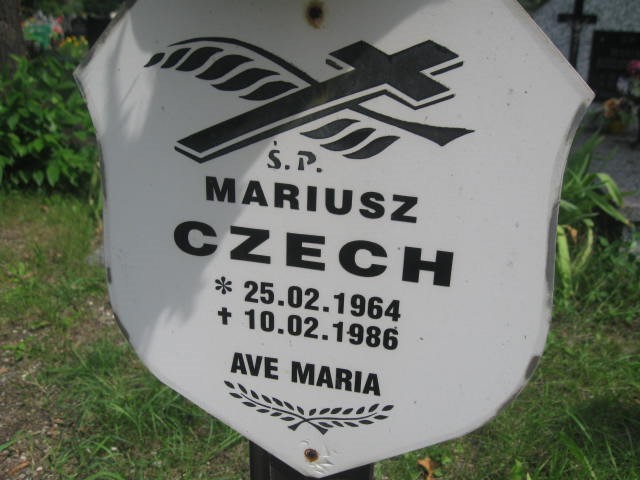 Ś.P.
MARIUSZ
CZECH
* 25.02.1964
✝ 10.02.1986
AVE MARIA